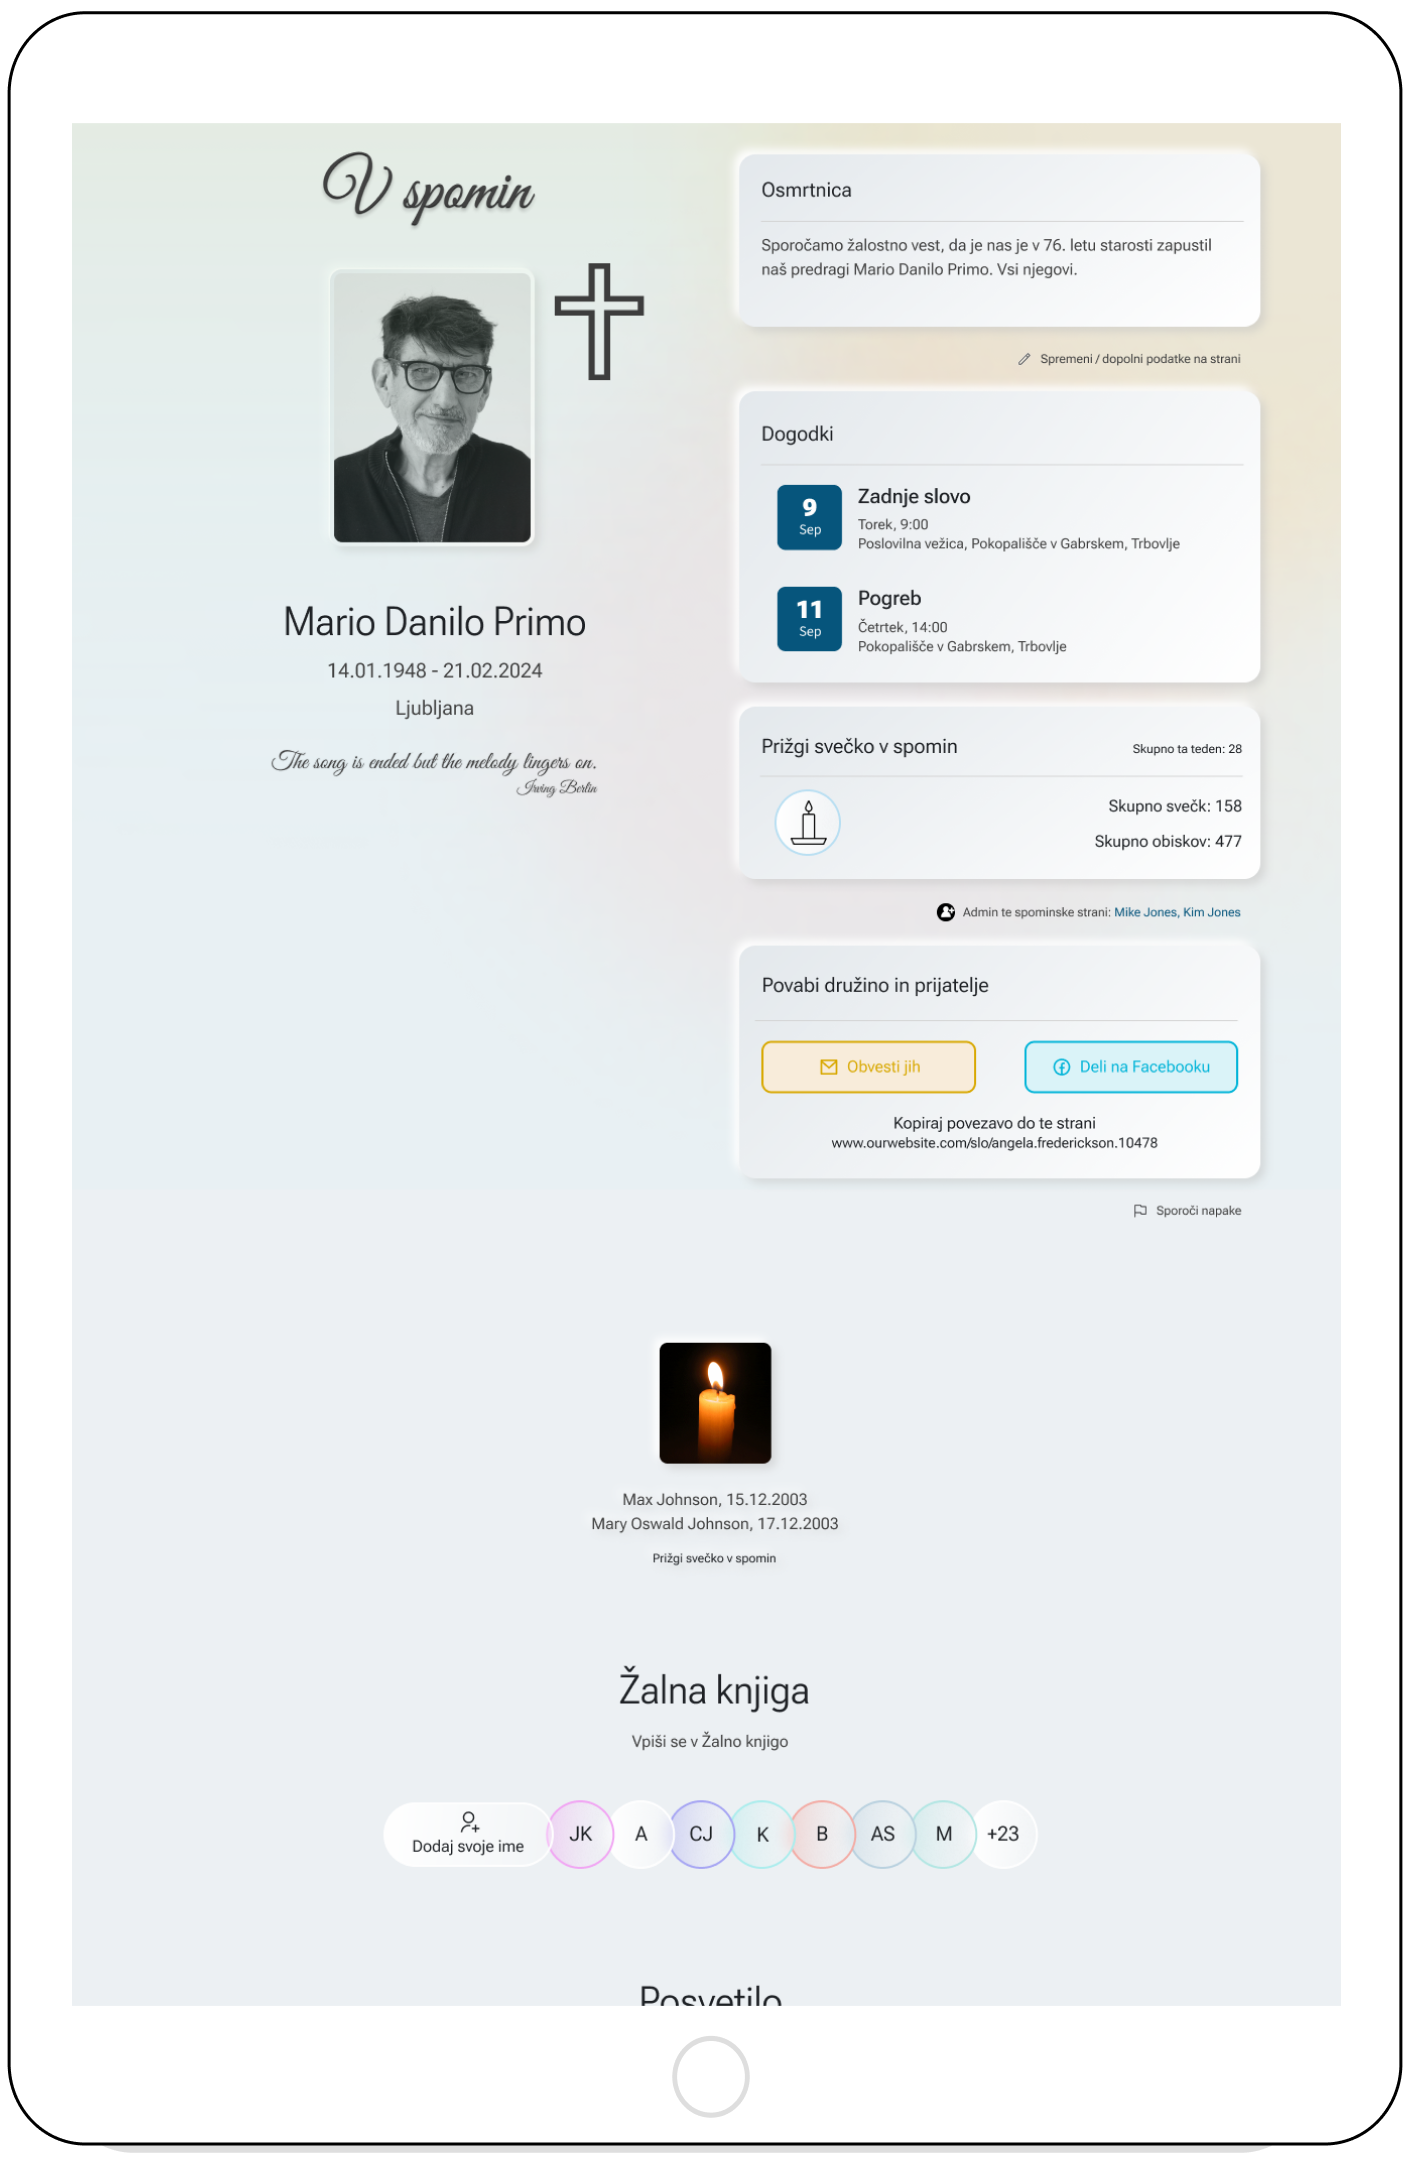 V spomin
Mario Danilo Primo
14.01.1948 - 21.02.2024
Ljubljana
The song is ended but the melody lingers on.
Irwing Berlin
Osmrtnica
Sporočamo žalostno vest, da je nas je v 76. letu starosti zapustil
naš predragi Mario Danilo Primo. Vsi njegovi.
Spremeni / dopolni podatke na strani
Dogodki
9
Sep
Zadnje slovo
Torek, 9:00
Poslovilna vežica, Pokopališče v Gabrskem, Trbovlje
11
Sep
Pogreb
Četrtek, 14:00
Pokopališče v Gabrskem, Trbovlje
Prižgi svečko v spomin
Skupno ta teden: 28
Skupno svečk: 158
Skupno obiskov: 477
Admin te spominske strani: Mike Jones, Kim Jones
Povabi družino in prijatelje
Obvesti jih
Deli na Facebooku
Kopiraj povezavo do te strani
www.ourwebsite.com/slo/angela.frederickson.10478
Sporoči napake
Max Johnson, 15.12.2003
Mary Oswald Johnson, 17.12.2003
Prižgi svečko v spomin
Žalna knjiga
Vpiši se v Žalno knjigo
Dodaj svoje ime
JK
A
CJ
K
B
AS
M
+23
Posvetilo